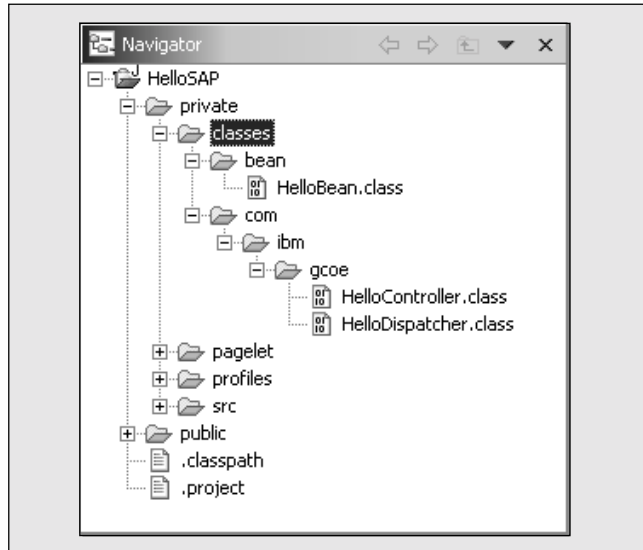 Navigator
HelloSAP
private
classes
bean
HelloBean.class
com
ibm
gcoe
HelloController.class
HelloDispatcher.class
pagelet
profiles
src
public
.classpath
.project